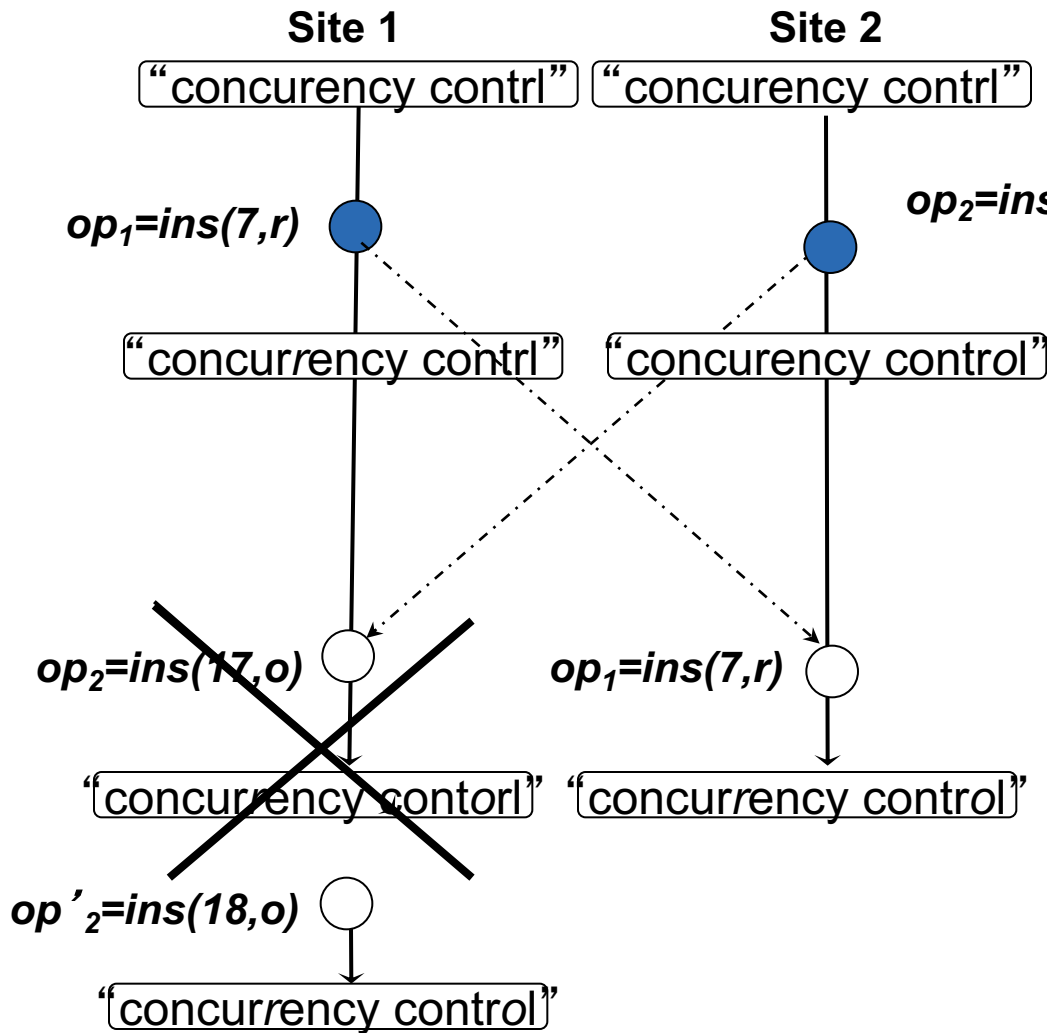 Site 1 Site 2
“concurency contrl” “concurency contrl”
op1=ins(7,r) op2=ins
“concurrency contrl” “concurency control”
op2=ins(17,o) op1=ins(7,r)
“concurrency contorl” “concurrency control”
op’2=ins(18,o)
“concurrency control”